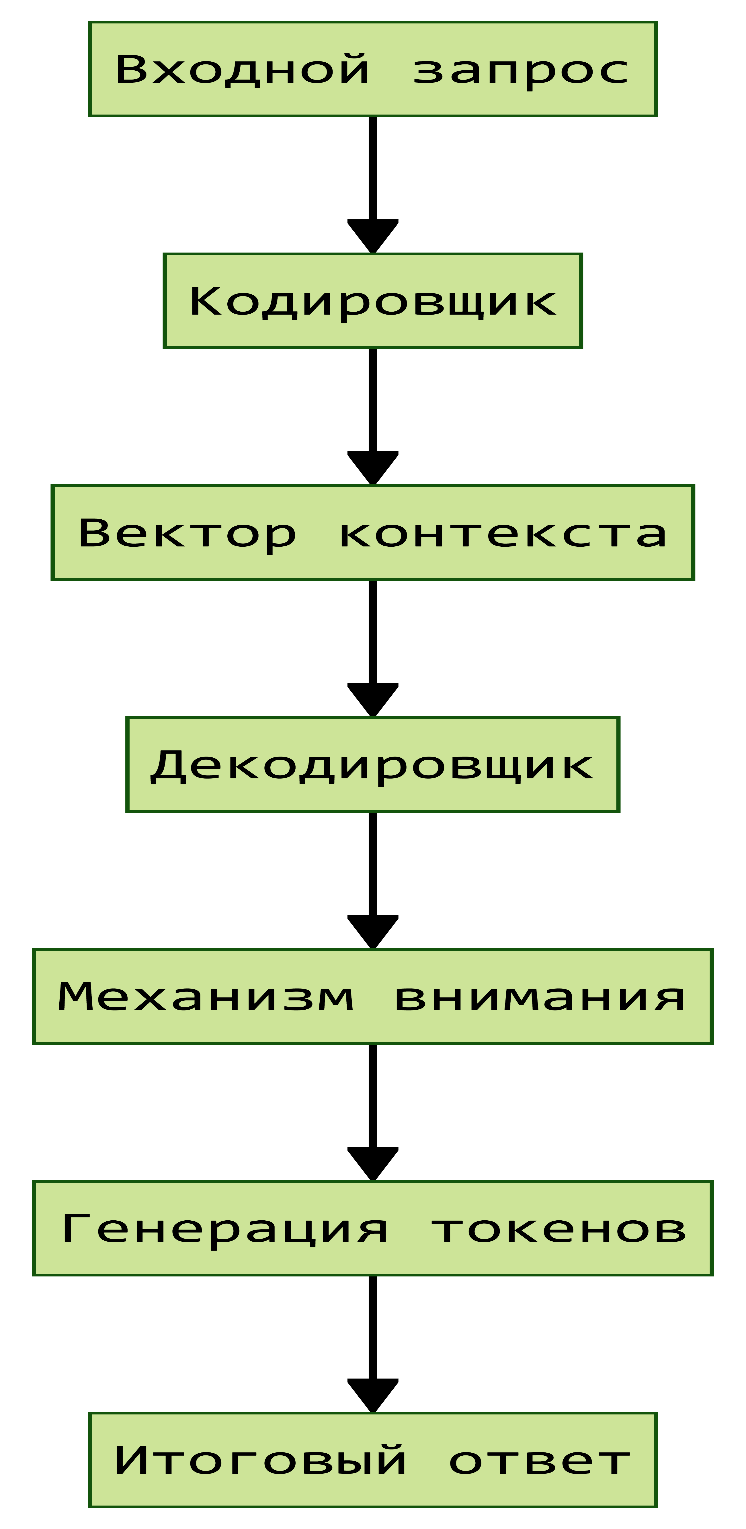 Входной запрос
Кодировщик
Вектор контекста
Декодировщик
Механизм внимания
Генерация токенов
Итоговый ответ